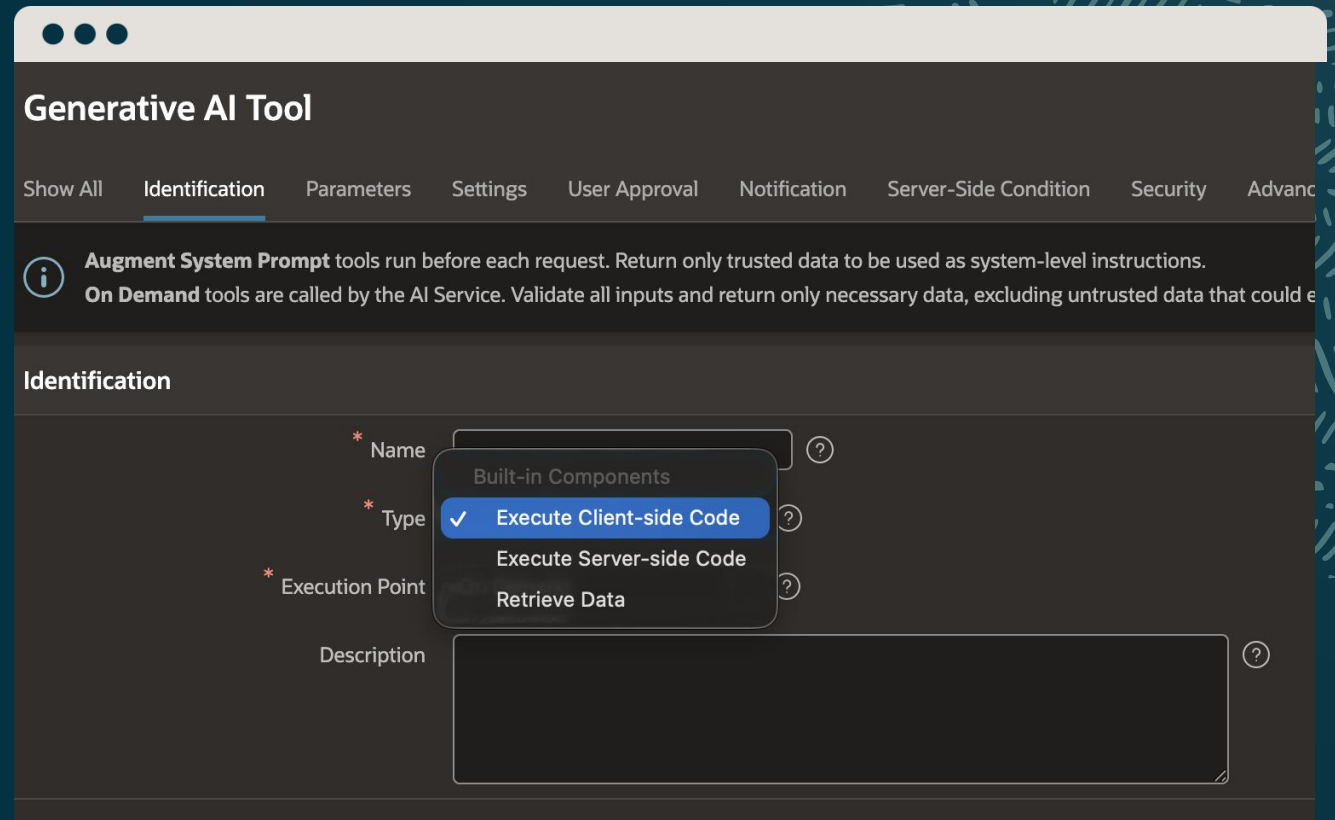 Generative AI Tool
Show All Identification Parameters Settings User Approval Notification Server-Side Condition Security Advanc
Augment System Prompt tools run before each request. Return only trusted data to be used as system-level instructions.
On Demand tools are called by the AI Service. Validate all inputs and return only necessary data, excluding untrusted data that could e
Identification
* Name
Built-in Components
* Type
✓ Execute Client-side Code
Execute Server-side Code
* Execution Point
Retrieve Data
Description